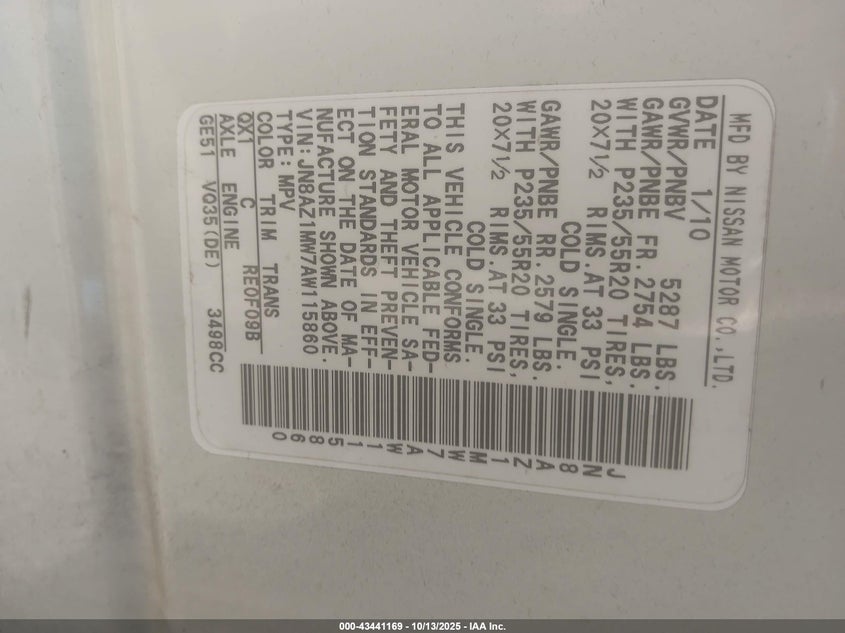 MFD BY NISSAN MOTOR CO.,LTD.
DATE 1/10
GVWR/PNBV 5287 LBS.
GAWR/PNBE FR. 2754 LBS.
WITH P235/55R20 TIRES,
20X7½ RIMS.AT 33 PSI
COLD SINGLE.
GAWR/PNBE RR. 2579 LBS.
WITH P235/55R20 TIRES,
20X7½ RIMS.AT 33 PSI
COLD SINGLE.
THIS VEHICLE CONFORMS
TO ALL APPLICABLE FED-
ERAL MOTOR VEHICLE SA-
FETY AND THEFT PREVEN-
TION STANDARDS IN EFF-
ECT ON THE DATE OF MA-
NUFACTURE SHOWN ABOVE.
VIN:JN8AZ1MW7AW115860
TYPE:MPV
COLOR TRIM TRANS
QX1 C RE0F09B
AXLE ENGINE
GE51 VQ35(DE) 3498CC
JN8AZ1MW7AW115860
000-43441169 - 10/13/2025 - IAA Inc.